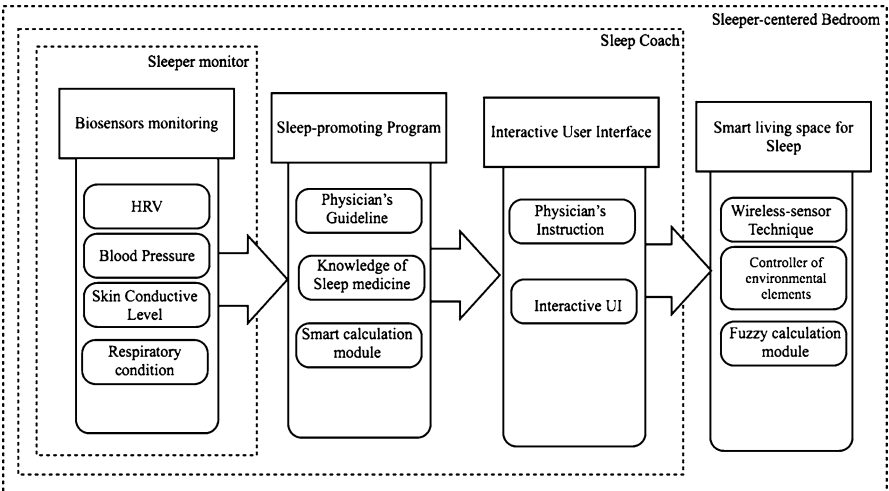 Sleeper-centered Bedroom
Sleep Coach
Sleeper monitor
Biosensors monitoring
HRV
Blood Pressure
Skin Conductive
Level
Respiratory
condition
Sleep-promoting Program
Physician's
Guideline
Knowledge of
Sleep medicine
Smart calculation
module
Interactive User Interface
Physician's
Instruction
Interactive UI
Smart living space for
Sleep
Wireless-sensor
Technique
Controller of
environmental
elements
Fuzzy calculation
module